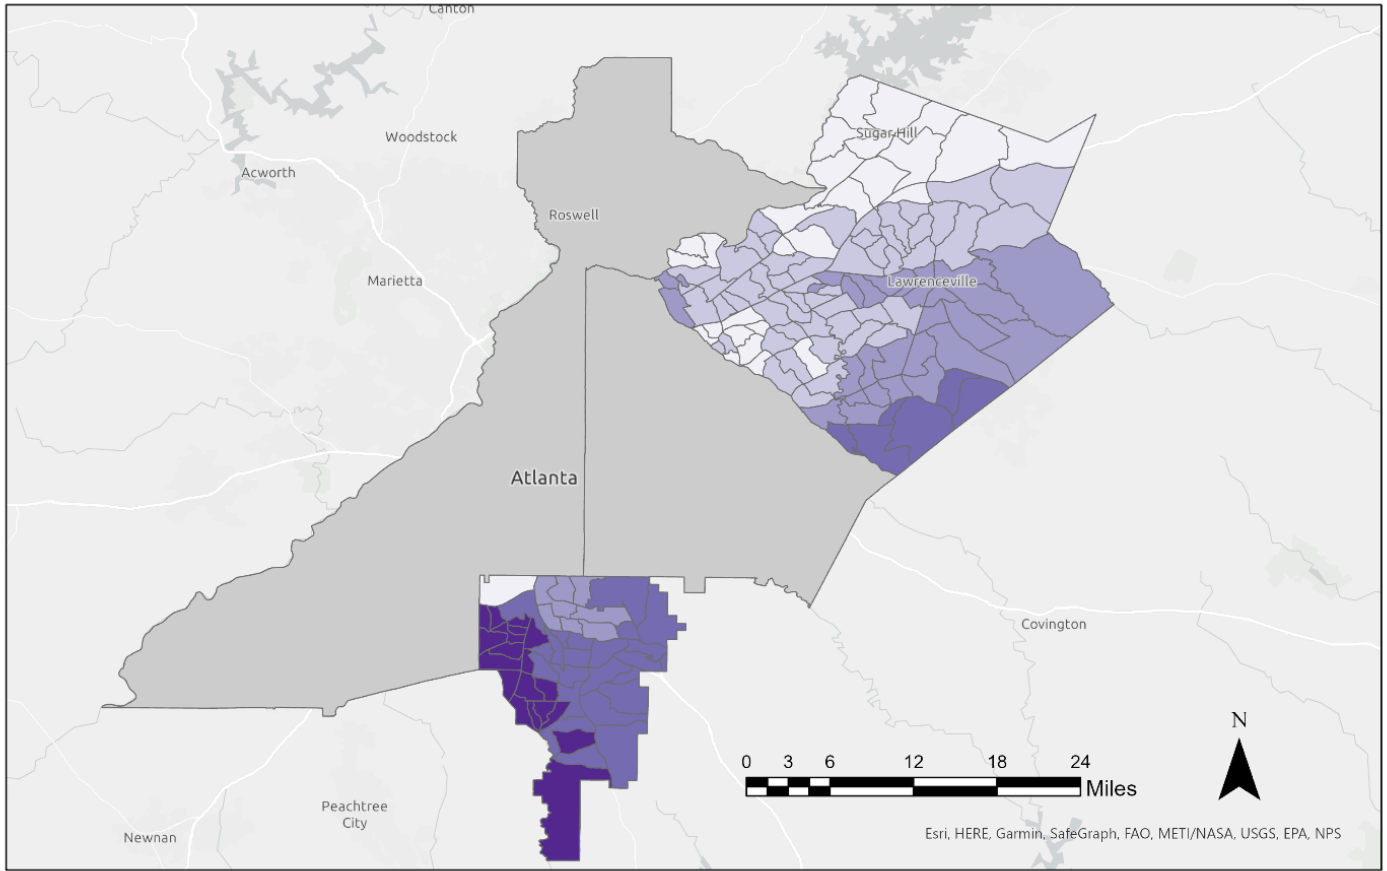 Canton
Woodstock
Sugar Hill
Acworth
Roswell
Marietta
Lawrenceville
Atlanta
Covington
N
0 3 6 12 18 24
Miles
Peachtree
City
Newnan
Esri, HERE, Garmin, SafeGraph, FAO, METI/NASA, USGS, EPA, NPS